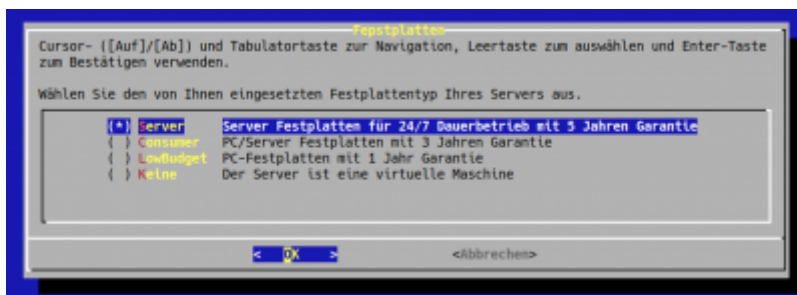 Fepstplatten
Cursor- ([Auf]/[Ab]) und Tabulatortaste zur Navigation, Leertaste zum auswählen und Enter-Taste
zum Bestätigen verwenden.
Wählen Sie den von Ihnen eingesetzten Festplattentyp Ihres Servers aus.
(*) Server Server Festplatten für 24/7 Dauerbetrieb mit 5 Jahren Garantie
( ) Consumer PC/Server Festplatten mit 3 Jahren Garantie
( ) LowBudget PC-Festplatten mit 1 Jahr Garantie
( ) Keine Der Server ist eine virtuelle Maschine
< OK > <Abbrechen>